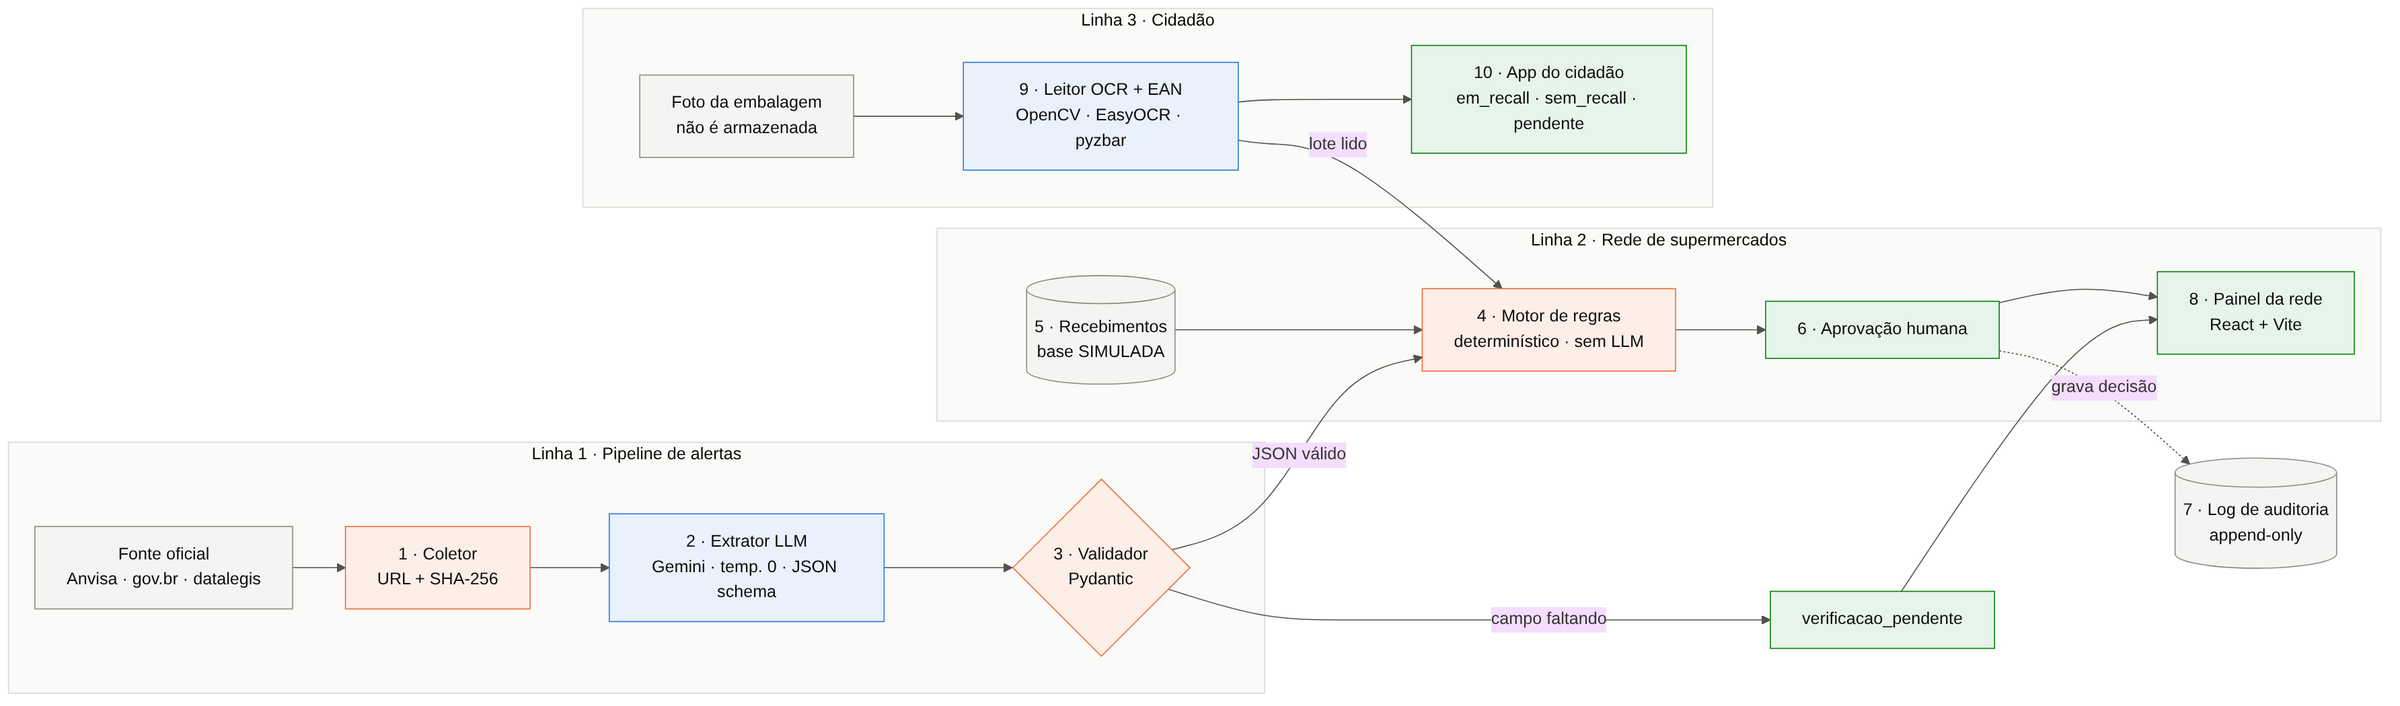 Linha 3 · Cidadão
Foto da embalagem
não é armazenada
9 · Leitor OCR + EAN
OpenCV · EasyOCR ·
pyzbar
10 · App do cidadão
em_recall · sem_recall ·
pendente
lote lido
Linha 2 · Rede de supermercados
5 · Recebimentos
base SIMULADA
4 · Motor de regras
determinístico · sem LLM
6 · Aprovação humana
8 · Painel da rede
React + Vite
grava decisão
Linha 1 · Pipeline de alertas
JSON válido
Fonte oficial
Anvisa · gov.br · datalegis
1 · Coletor
URL + SHA-256
2 · Extrator LLM
Gemini · temp. 0 · JSON
schema
3 · Validador
Pydantic
campo faltando
verificacao_pendente
7 · Log de auditoria
append-only